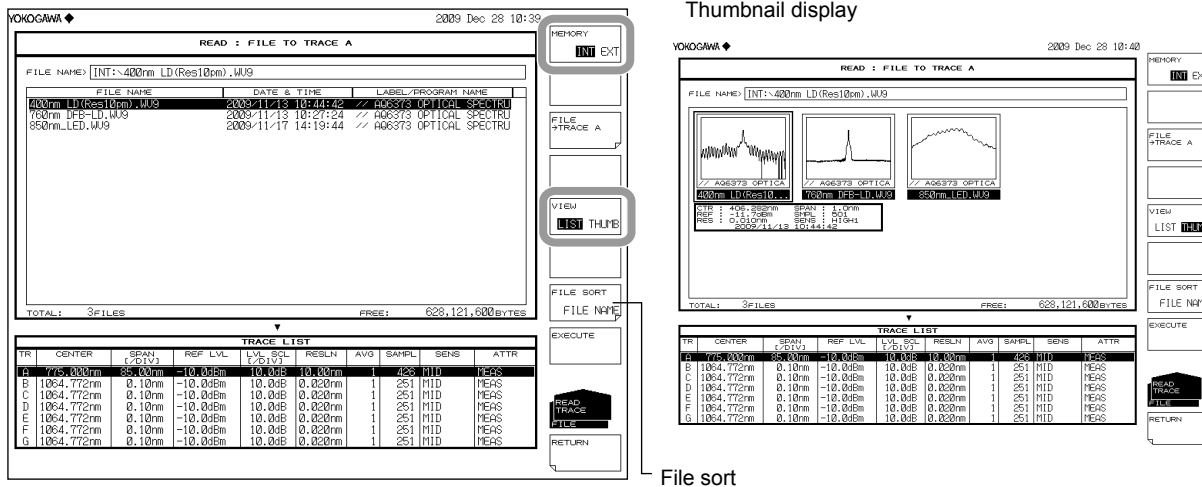 YOKOGAWA ◆ 2009 Dec 28 10:39
READ : FILE TO TRACE A
FILE NAME> INT:\400nm LD(Res10pm).WU9
FILE NAME DATE & TIME LABEL/PROGRAM NAME
400nm LD(Res10pm).WU9 2009/11/13 10:44:42 // AQ6373 OPTICAL SPECTRU
760nm DFB-LD.WU9 2009/11/13 10:27:24 // AQ6373 OPTICAL SPECTRU
850nm_LED.WU9 2009/11/17 14:19:44 // AQ6373 OPTICAL SPECTRU
TOTAL: 3FILES FREE: 628,121,600BYTES
▼
TRACE LIST
TR CENTER SPAN [/DIV] REF LVL LVL SCL [/DIV] RESLN AVG SAMPL SENS ATTR
A 775.000nm 85.00nm -10.0dBm 10.0dB 10.00nm 1 426 MID MEAS
B 1064.772nm 0.10nm -10.0dBm 10.0dB 0.020nm 1 251 MID MEAS
C 1064.772nm 0.10nm -10.0dBm 10.0dB 0.020nm 1 251 MID MEAS
D 1064.772nm 0.10nm -10.0dBm 10.0dB 0.020nm 1 251 MID MEAS
E 1064.772nm 0.10nm -10.0dBm 10.0dB 0.020nm 1 251 MID MEAS
F 1064.772nm 0.10nm -10.0dBm 10.0dB 0.020nm 1 251 MID MEAS
G 1064.772nm 0.10nm -10.0dBm 10.0dB 0.020nm 1 251 MID MEAS
MEMORY
INT EXT
FILE
→TRACE A
VIEW
LIST THUMB
FILE SORT
FILE NAME
EXECUTE
READ
TRACE
FILE
RETURN
File sort
Thumbnail display
YOKOGAWA ◆ 2009 Dec 28 10:40
READ : FILE TO TRACE A
FILE NAME> INT:\400nm LD(Res10pm).WU9
// AQ6373 OPTICA // AQ6373 OPTICA // AQ6373 OPTICA
400nm LD(Res10... 760nm DFB-LD.WU9 850nm_LED.WU9
CTR : 406.282nm SPAN : 1.0nm
REF : -11.7dBm SMPL : 501
RES : 0.010nm SENS : HIGH1
2009/11/13 10:44:42
TOTAL: 3FILES FREE: 628,121,600BYTES
▼
TRACE LIST
TR CENTER SPAN [/DIV] REF LVL LVL SCL [/DIV] RESLN AVG SAMPL SENS ATTR
A 775.000nm 85.00nm -10.0dBm 10.0dB 10.00nm 1 426 MID MEAS
B 1064.772nm 0.10nm -10.0dBm 10.0dB 0.020nm 1 251 MID MEAS
C 1064.772nm 0.10nm -10.0dBm 10.0dB 0.020nm 1 251 MID MEAS
D 1064.772nm 0.10nm -10.0dBm 10.0dB 0.020nm 1 251 MID MEAS
E 1064.772nm 0.10nm -10.0dBm 10.0dB 0.020nm 1 251 MID MEAS
F 1064.772nm 0.10nm -10.0dBm 10.0dB 0.020nm 1 251 MID MEAS
G 1064.772nm 0.10nm -10.0dBm 10.0dB 0.020nm 1 251 MID MEAS
MEMORY
INT EX
FILE
→TRACE A
VIEW
LIST THUM
FILE SORT
FILE NAM
EXECUTE
READ
TRACE
FILE
RETURN